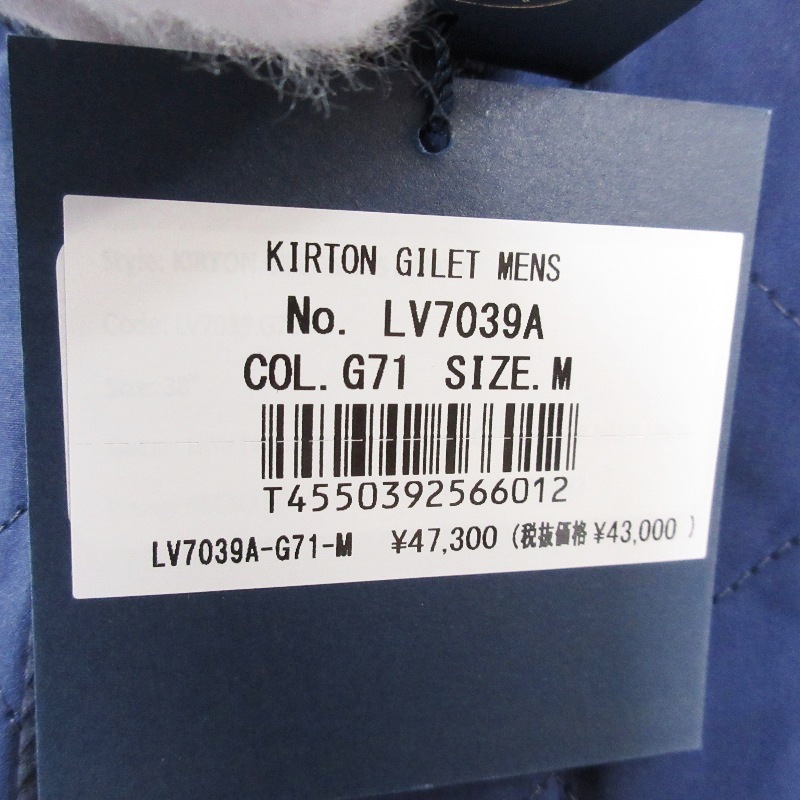 KIRTON GILET MENS
No. LV7039A
COL. G71 SIZE. M
T4550392566012
LV7039A-G71-M ¥47,300 (税抜価格 ¥43,000 )